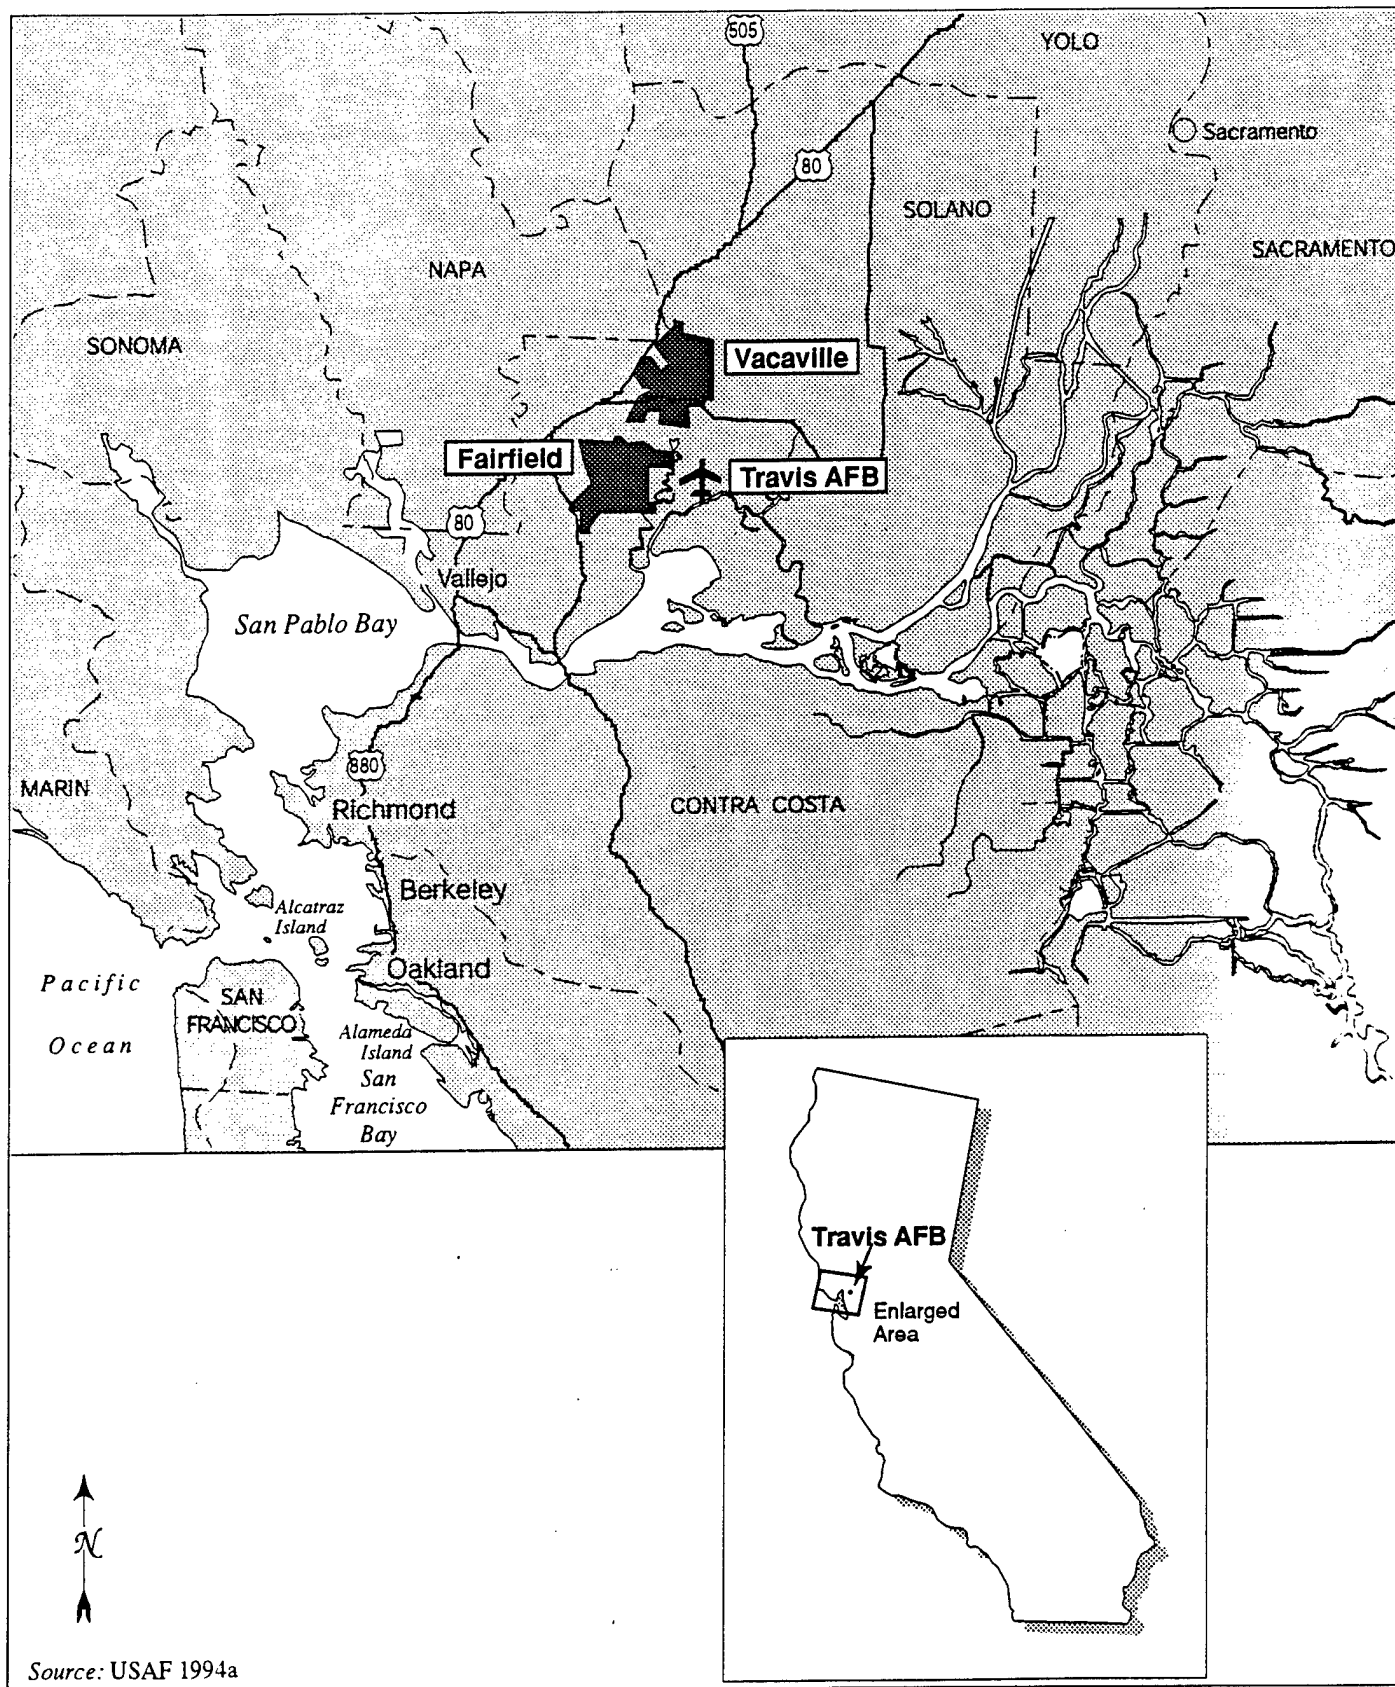 505
YOLO
Sacramento
80
SOLANO
SACRAMENTO
NAPA
SONOMA
Vacaville
Fairfield
Travis AFB
80
Vallejo
San Pablo Bay
880
MARIN
Richmond
CONTRA COSTA
Berkeley
Alcatraz
Island
Oakland
Pacific
Ocean
SAN
FRANCISCO
Alameda
Island
San
Francisco
Bay
Travis AFB
Enlarged
Area
N
Source: USAF 1994a